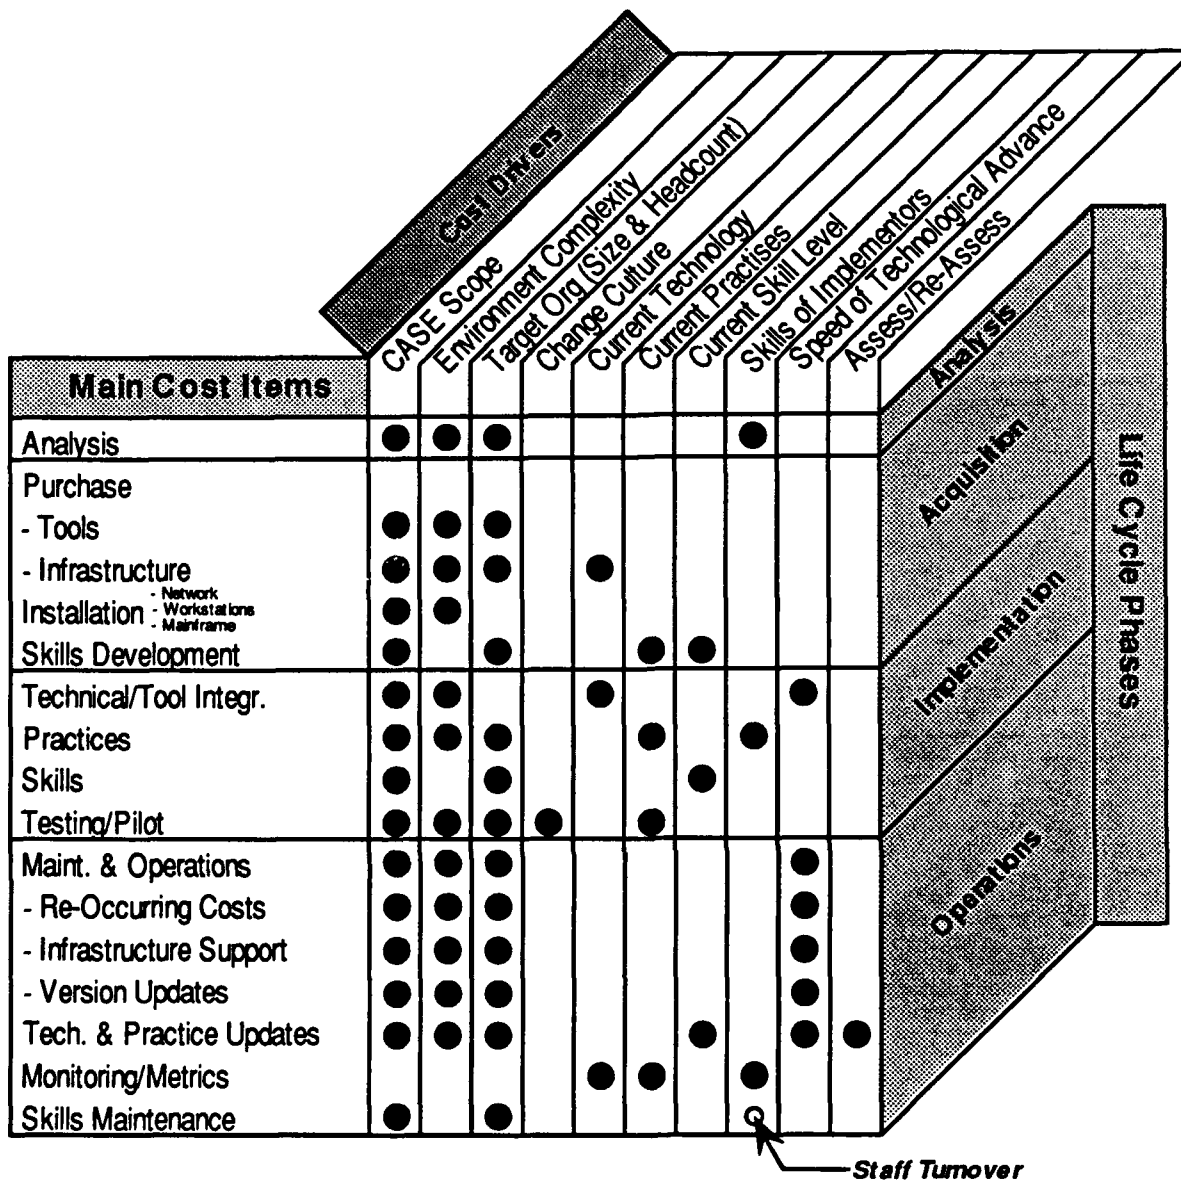 Cost Drivers
CASE Scope
Environment Complexity
Target Org (Size & Headcount)
Change Culture
Current Technology
Current Practises
Current Skill Level
Skills of Implementors
Speed of Technological Advance
Assess/Re-Assess
Main Cost Items
Analysis
Purchase
- Tools
- Infrastructure
Installation
- Network
- Workstations
- Mainframe
Skills Development
Technical/Tool Integr.
Practices
Skills
Testing/Pilot
Maint. & Operations
- Re-Occurring Costs
- Infrastructure Support
- Version Updates
Tech. & Practice Updates
Monitoring/Metrics
Skills Maintenance
Analysis
Acquisition
Implementation
Operations
Life Cycle Phases
Staff Turnover